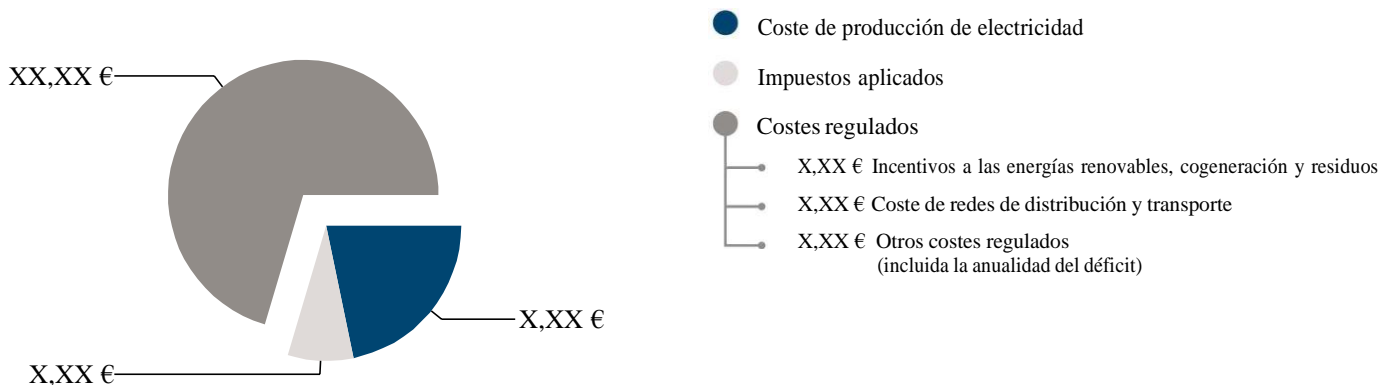 XX,XX €
X,XX €
X,XX €
Coste de producción de electricidad
Impuestos aplicados
Costes regulados
X,XX € Incentivos a las energías renovables, cogeneración y residuos
X,XX € Coste de redes de distribución y transporte
X,XX € Otros costes regulados
(incluida la anualidad del déficit)